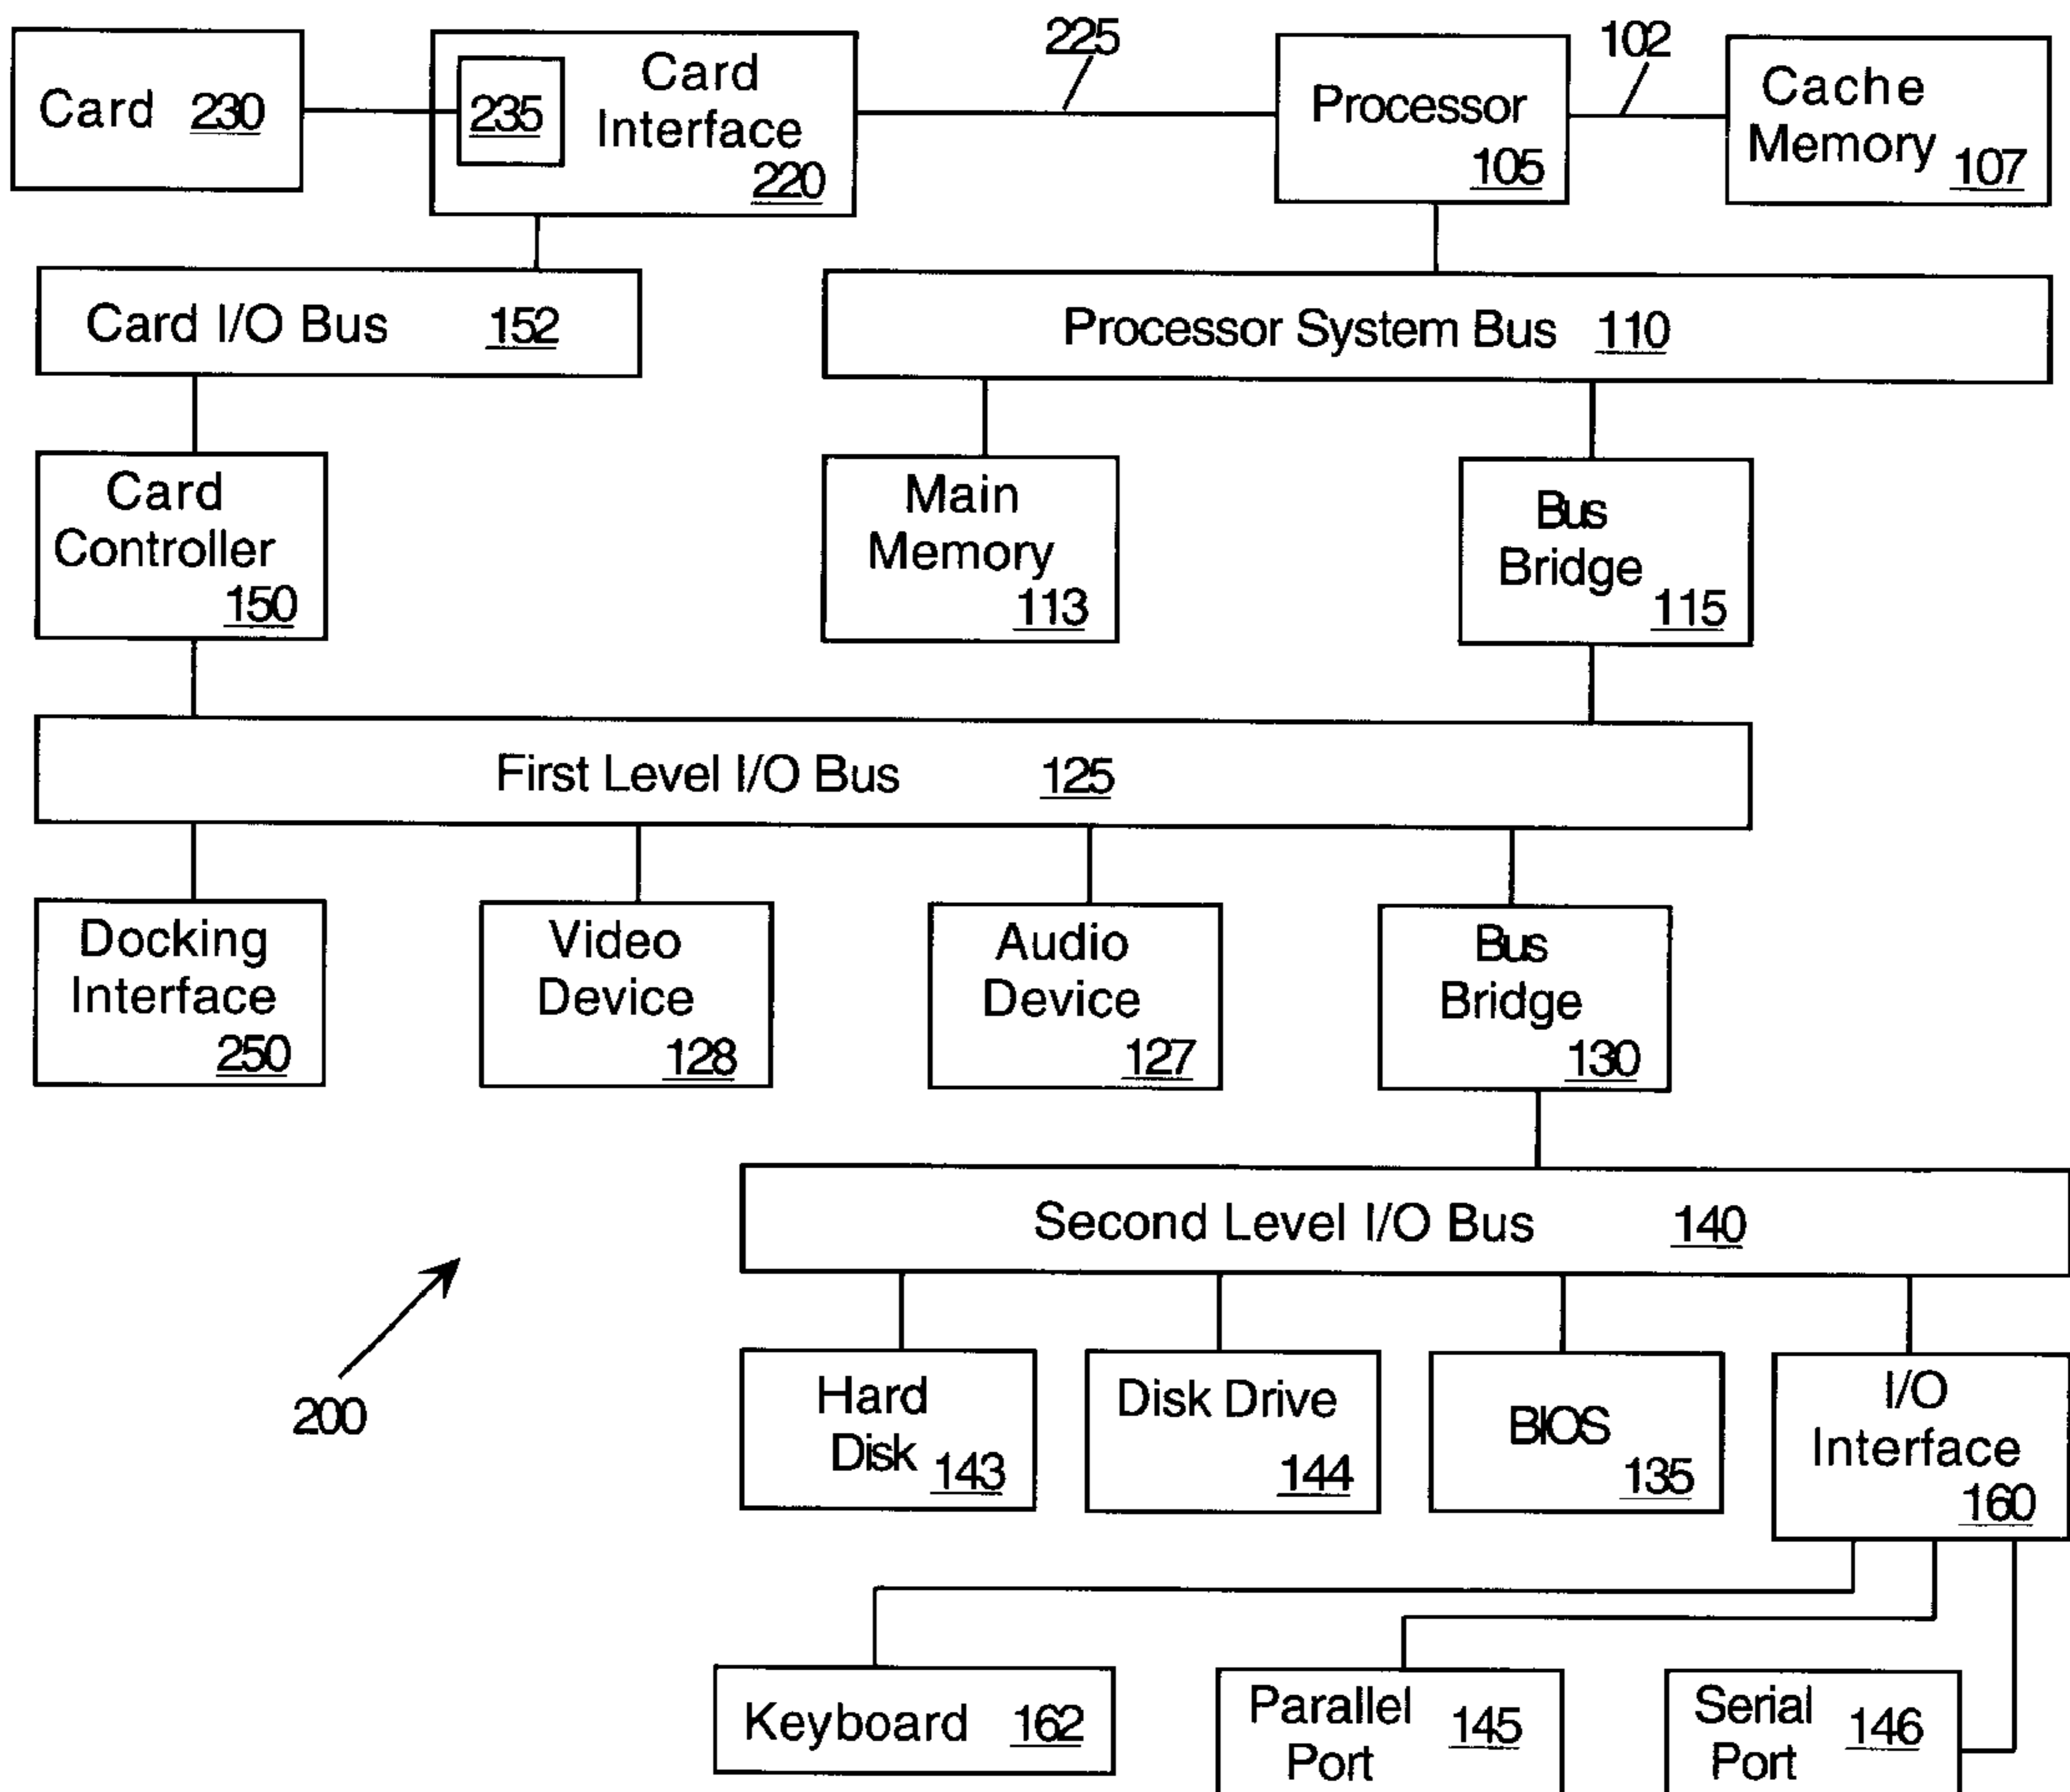 225
102
Card 230
235
Card
Interface
220
Processor
105
Cache
Memory 107
Card I/O Bus 152
Processor System Bus 110
Card
Controller
150
Main
Memory
113
Bus
Bridge
115
First Level I/O Bus 125
Docking
Interface
250
Video
Device
128
Audio
Device
127
Bus
Bridge
130
Second Level I/O Bus 140
200
Hard
Disk 143
Disk Drive
144
BIOS
135
I/O
Interface
160
Keyboard 162
Parallel
Port 145
Serial
Port 146